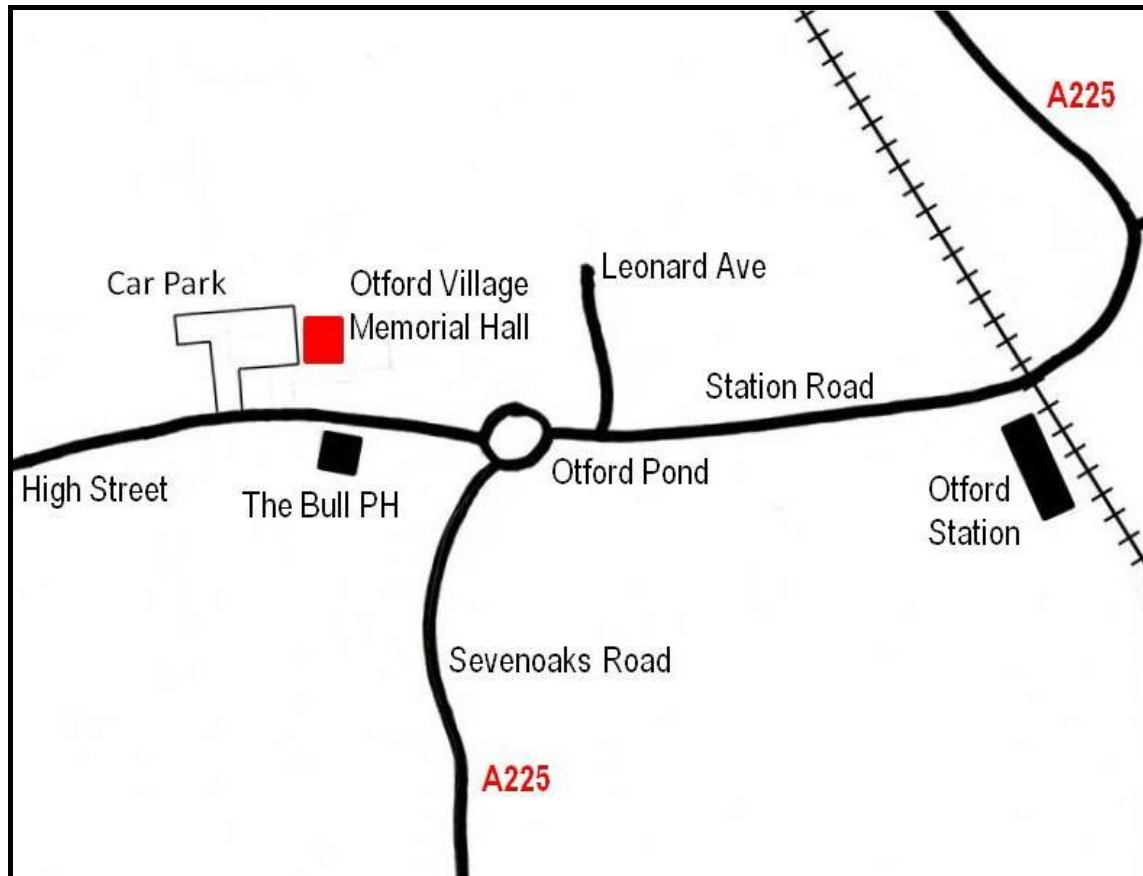 A225
Leonard Ave
Car Park
Otford Village
Memorial Hall
Station Road
High Street
The Bull PH
Otford Pond
Otford
Station
Sevenoaks Road
A225